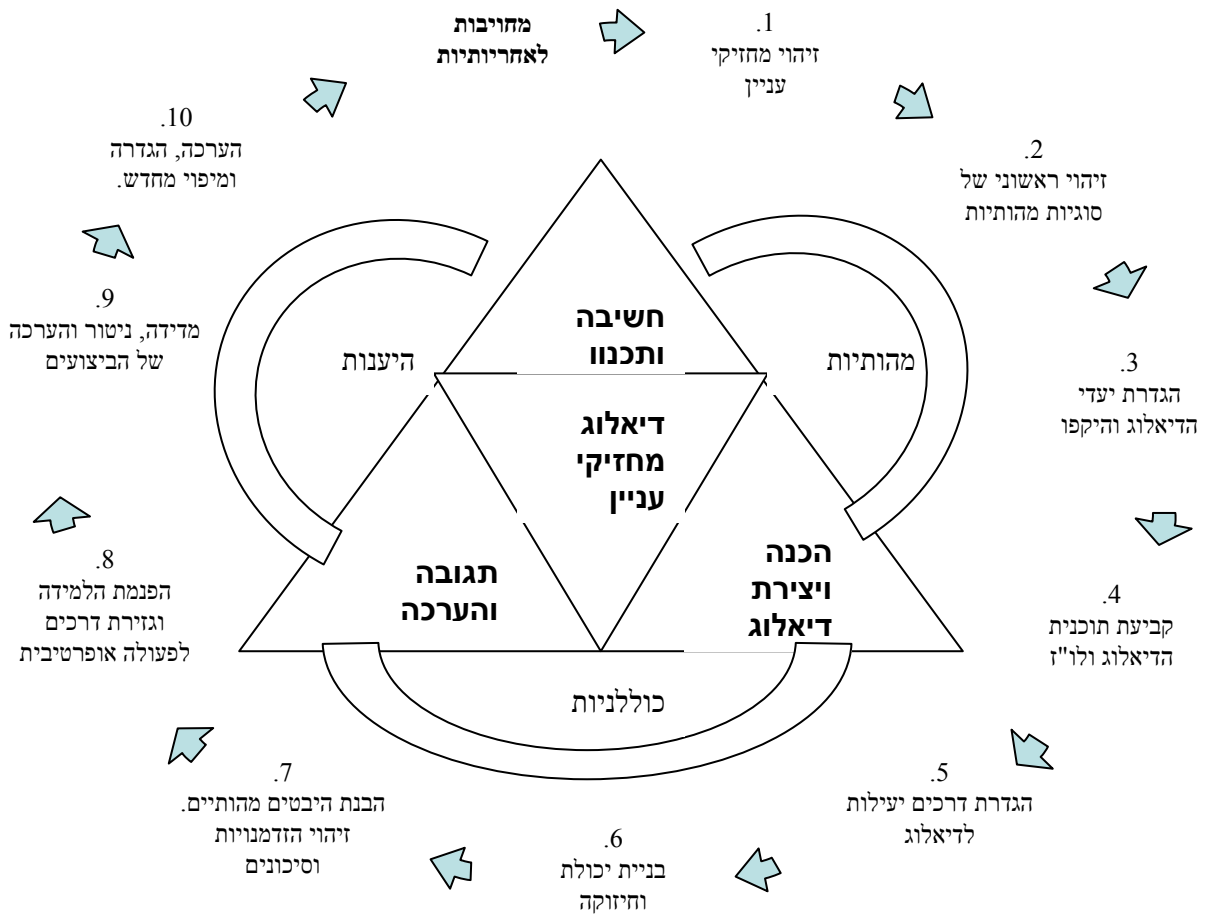 מחויבות
לאחריותיות
1.
זיהוי מחזיקי
עניין
2.
זיהוי ראשוני של
סוגיות מהותיות
3.
הגדרת יעדי
הדיאלוג והיקפו
4.
קביעת תוכנית
הדיאלוג ולו"ז
5.
הגדרת דרכים יעילות
לדיאלוג
6.
בניית יכולת
וחיזוקה
7.
הבנת היבטים מהותיים.
זיהוי הזדמנויות
וסיכונים
8.
הפנמת הלמידה
וגזירת דרכים
לפעולה אופרטיבית
9.
מדידה, ניטור והערכה
של הביצועים
10.
הערכה, הגדרה
ומיפוי מחדש.
חשיבה
ותכנוו
מהותיות
היענות
דיאלוג
מחזיקי
עניין
הכנה
ויצירת
דיאלוג
תגובה
והערכה
כוללניות